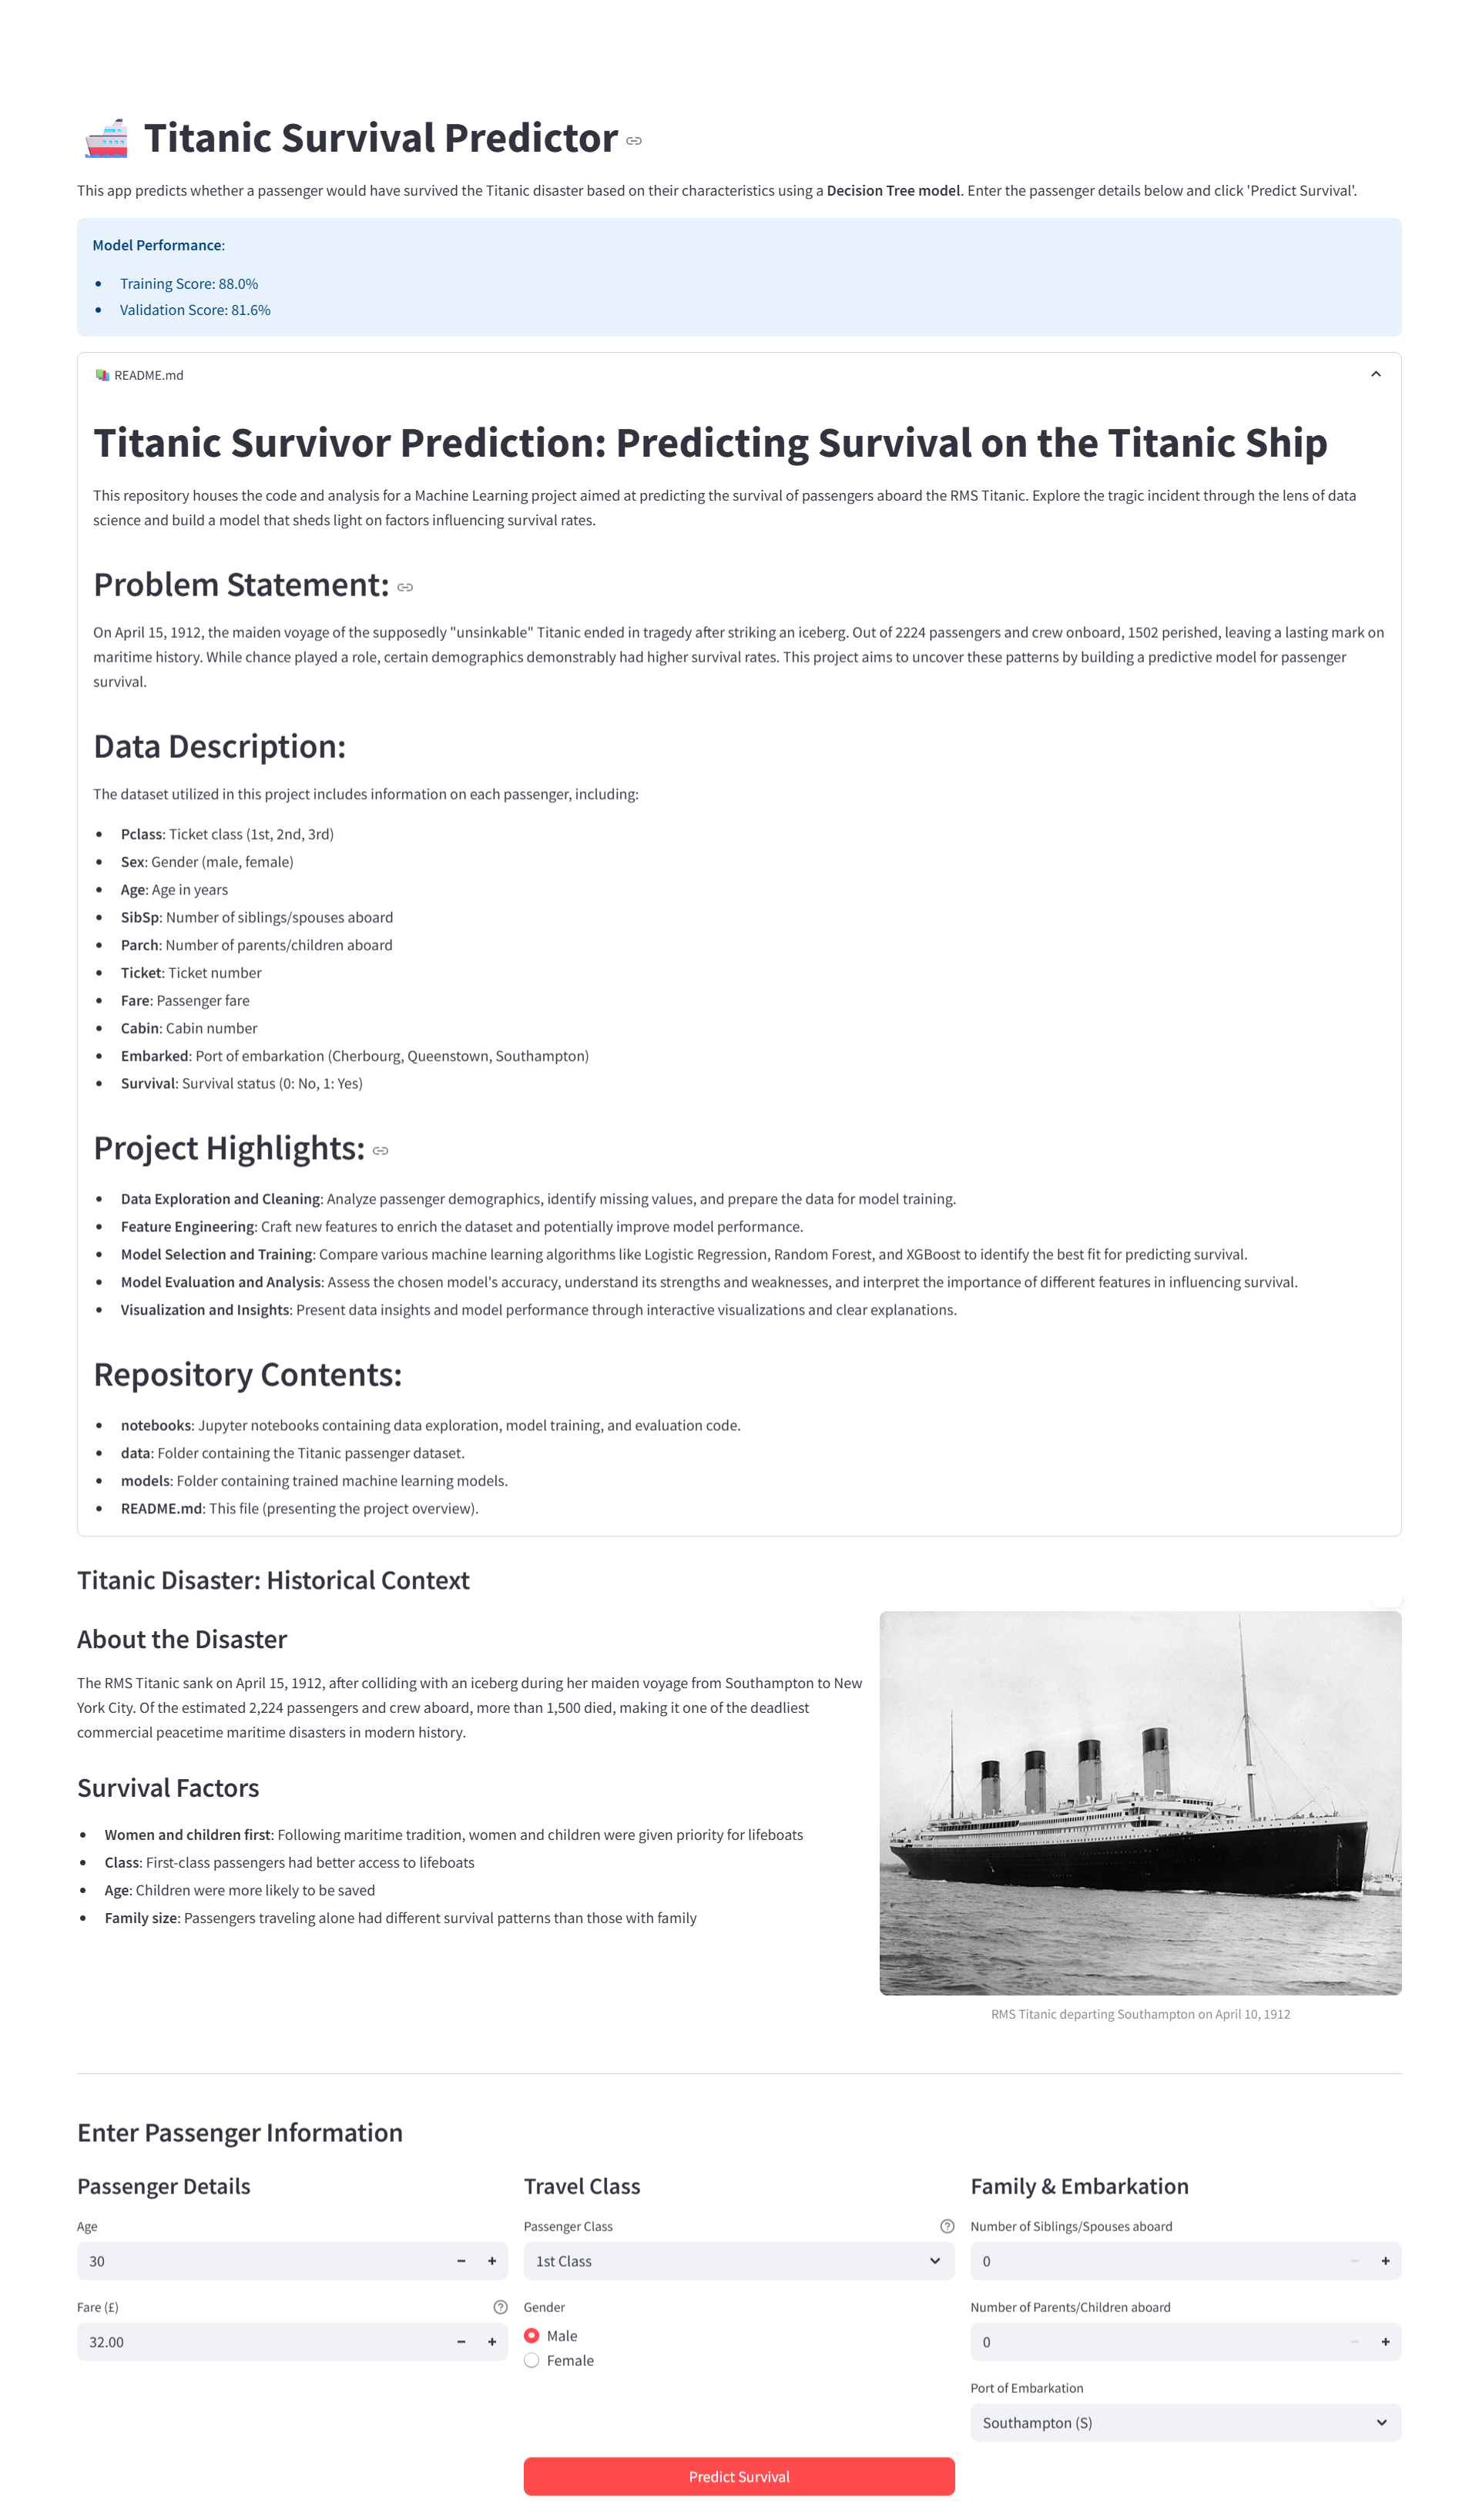 Titanic Survival Predictor
This app predicts whether a passenger would have survived the Titanic disaster based on their characteristics using a Decision Tree model. Enter the passenger details below and click 'Predict Survival'.
Model Performance:
Training Score: 88.0%
Validation Score: 81.6%
README.md
Titanic Survivor Prediction: Predicting Survival on the Titanic Ship
This repository houses the code and analysis for a Machine Learning project aimed at predicting the survival of passengers aboard the RMS Titanic. Explore the tragic incident through the lens of data
science and build a model that sheds light on factors influencing survival rates.
Problem Statement:
On April 15, 1912, the maiden voyage of the supposedly "unsinkable" Titanic ended in tragedy after striking an iceberg. Out of 2224 passengers and crew onboard, 1502 perished, leaving a lasting mark on
maritime history. While chance played a role, certain demographics demonstrably had higher survival rates. This project aims to uncover these patterns by building a predictive model for passenger
survival.
Data Description:
The dataset utilized in this project includes information on each passenger, including:
Pclass: Ticket class (1st, 2nd, 3rd)
Sex: Gender (male, female)
Age: Age in years
SibSp: Number of siblings/spouses aboard
Parch: Number of parents/children aboard
Ticket: Ticket number
Fare: Passenger fare
Cabin: Cabin number
Embarked: Port of embarkation (Cherbourg, Queenstown, Southampton)
Survival: Survival status (0: No, 1: Yes)
Project Highlights:
Data Exploration and Cleaning: Analyze passenger demographics, identify missing values, and prepare the data for model training.
Feature Engineering: Craft new features to enrich the dataset and potentially improve model performance.
Model Selection and Training: Compare various machine learning algorithms like Logistic Regression, Random Forest, and XGBoost to identify the best fit for predicting survival.
Model Evaluation and Analysis: Assess the chosen model's accuracy, understand its strengths and weaknesses, and interpret the importance of different features in influencing survival.
Visualization and Insights: Present data insights and model performance through interactive visualizations and clear explanations.
Repository Contents:
notebooks: Jupyter notebooks containing data exploration, model training, and evaluation code.
data: Folder containing the Titanic passenger dataset.
models: Folder containing trained machine learning models.
README.md: This file (presenting the project overview).
Titanic Disaster: Historical Context
About the Disaster
The RMS Titanic sank on April 15, 1912, after colliding with an iceberg during her maiden voyage from Southampton to New
York City. Of the estimated 2,224 passengers and crew aboard, more than 1,500 died, making it one of the deadliest
commercial peacetime maritime disasters in modern history.
Survival Factors
Women and children first: Following maritime tradition, women and children were given priority for lifeboats
Class: First-class passengers had better access to lifeboats
Age: Children were more likely to be saved
Family size: Passengers traveling alone had different survival patterns than those with family
RMS Titanic departing Southampton on April 10, 1912
Enter Passenger Information
Passenger Details
Age
30
Fare (£)
32.00
Travel Class
Passenger Class
1st Class
Gender
Male
Female
Family & Embarkation
Number of Siblings/Spouses aboard
0
Number of Parents/Children aboard
0
Port of Embarkation
Southampton (S)
Predict Survival